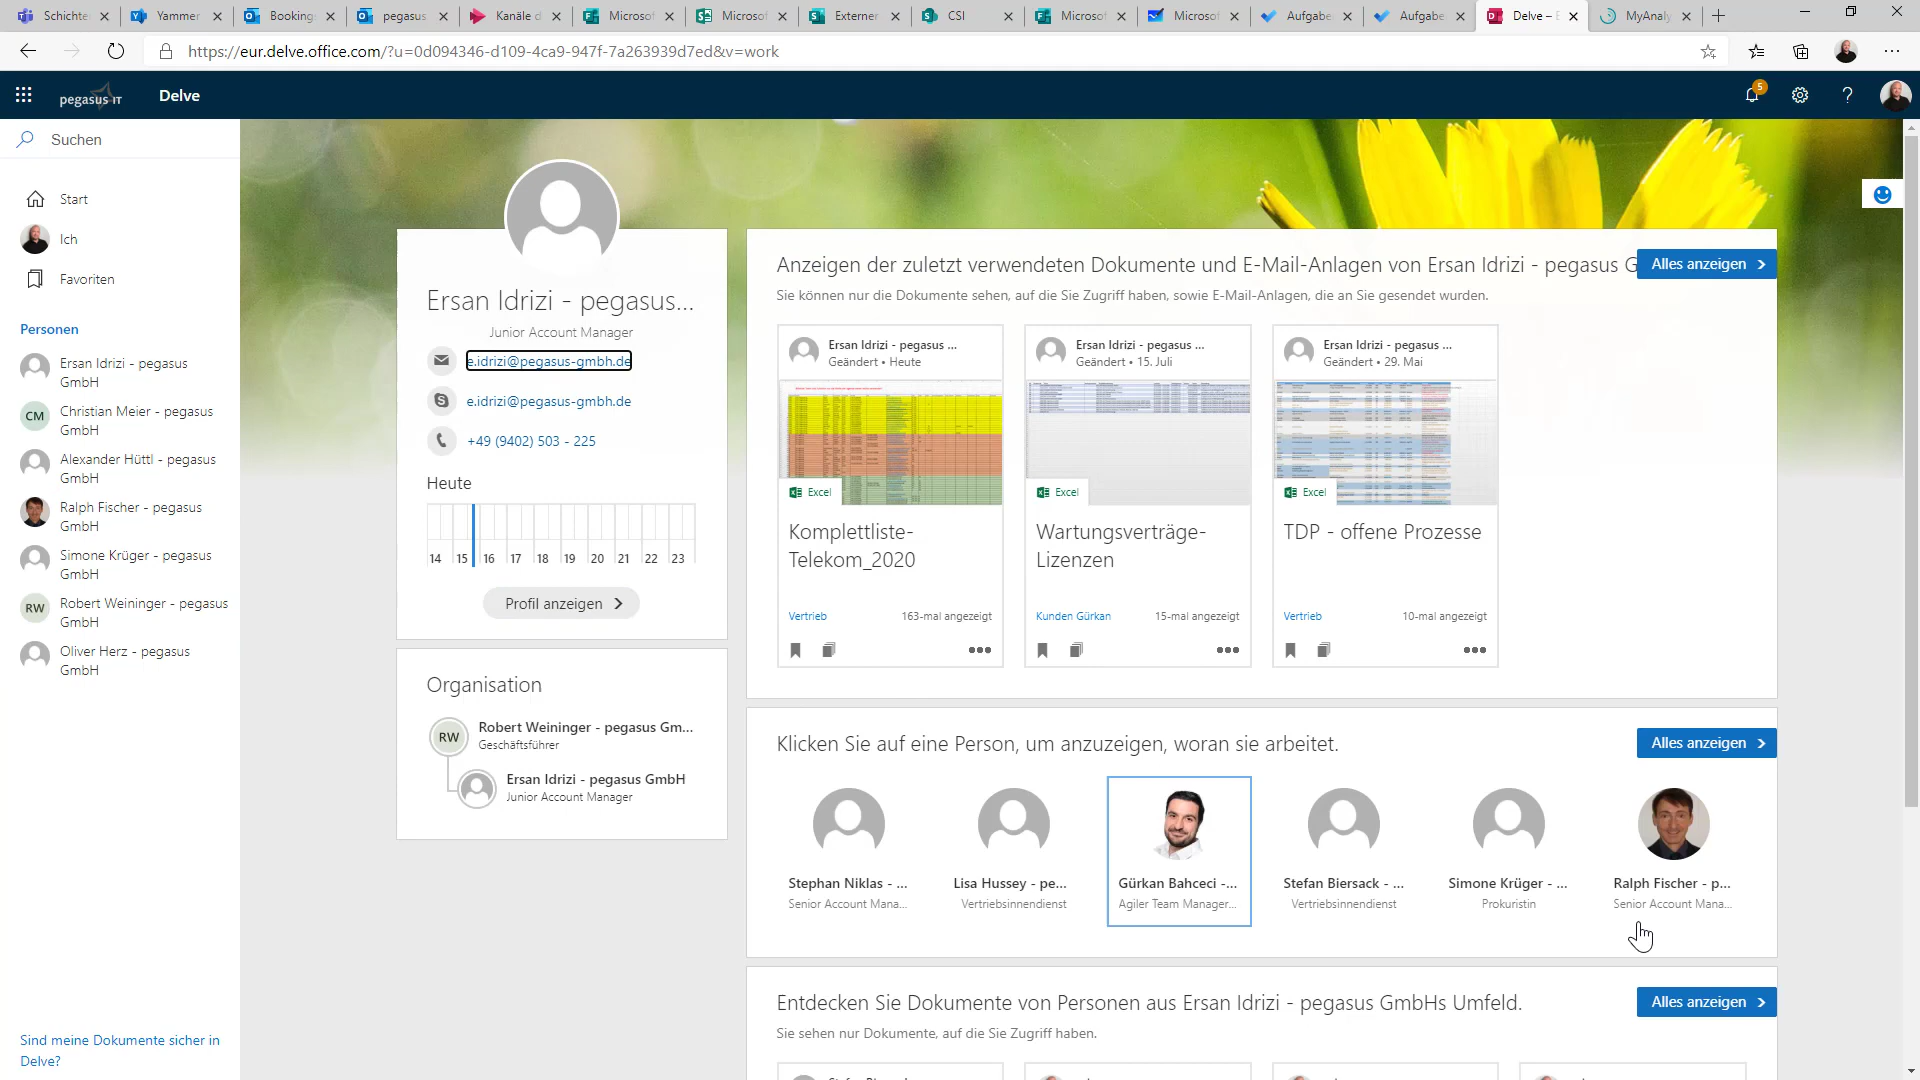 Schichte
Yammer
Booking:
pegasus
Kanäle d
Microso
Microsof
Externer
CSI
Microso
Microso
Aufgabe
Aufgabe
Delve – E
MyAnaly
https://eur.delve.office.com/?u=0d094346-d109-4ca9-947f-7a263939d7ed&v=work
pegasus IT
Delve
5
?
Suchen
Start
Ich
Favoriten
Personen
Ersan Idrizi - pegasus
GmbH
CM
Christian Meier - pegasus
GmbH
Alexander Hüttl - pegasus
GmbH
Ralph Fischer - pegasus
GmbH
Simone Krüger - pegasus
GmbH
RW
Robert Weininger - pegasus
GmbH
Oliver Herz - pegasus
GmbH
Sind meine Dokumente sicher in
Delve?
Ersan Idrizi - pegasus...
Junior Account Manager
e.idrizi@pegasus-gmbh.de
e.idrizi@pegasus-gmbh.de
+49 (9402) 503 - 225
Heute
14 15 16 17 18 19 20 21 22 23
Profil anzeigen
Organisation
RW
Robert Weininger - pegasus Gm...
Geschäftsführer
Ersan Idrizi - pegasus GmbH
Junior Account Manager
Anzeigen der zuletzt verwendeten Dokumente und E-Mail-Anlagen von Ersan Idrizi - pegasus G
Alles anzeigen
Sie können nur die Dokumente sehen, auf die Sie Zugriff haben, sowie E-Mail-Anlagen, die an Sie gesendet wurden.
Ersan Idrizi - pegasus ...
Geändert • Heute
Excel
Komplettliste-
Telekom_2020
Vertrieb
163-mal angezeigt
Ersan Idrizi - pegasus ...
Geändert • 15. Juli
Excel
Wartungsverträge-
Lizenzen
Kunden Gürkan
15-mal angezeigt
Ersan Idrizi - pegasus ...
Geändert • 29. Mai
Excel
TDP - offene Prozesse
Vertrieb
10-mal angezeigt
Klicken Sie auf eine Person, um anzuzeigen, woran sie arbeitet.
Alles anzeigen
Stephan Niklas - ...
Senior Account Mana...
Lisa Hussey - pe...
Vertriebsinnendienst
Gürkan Bahceci -...
Agiler Team Manager...
Stefan Biersack - ...
Vertriebsinnendienst
Simone Krüger - ...
Prokuristin
Ralph Fischer - p...
Senior Account Mana...
Entdecken Sie Dokumente von Personen aus Ersan Idrizi - pegasus GmbHs Umfeld.
Alles anzeigen
Sie sehen nur Dokumente, auf die Sie Zugriff haben.